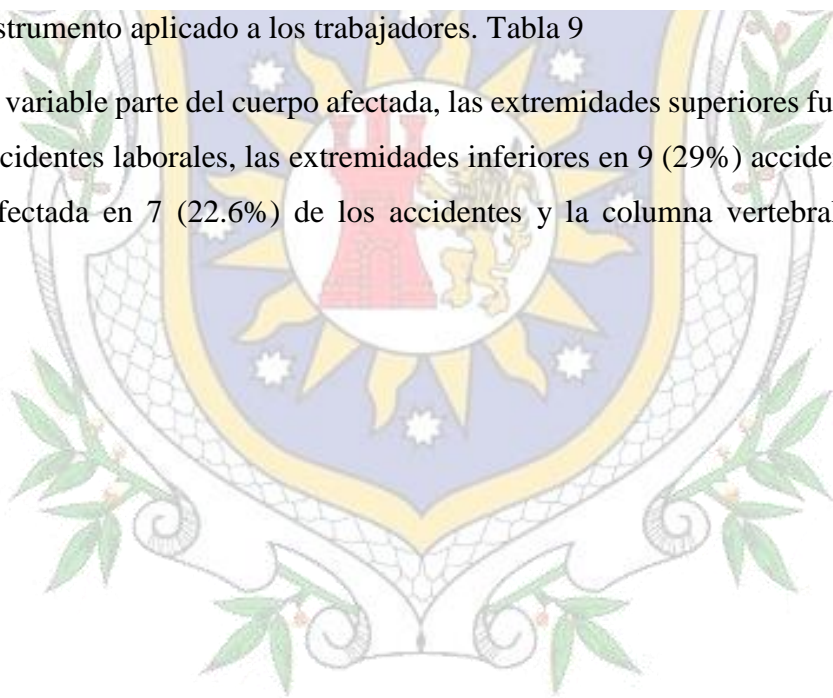 strumento aplicado a los trabajadores. Tabla 9
variable parte del cuerpo afectada, las extremidades superiores fu
ccidentes laborales, las extremidades inferiores en 9 (29%) accide
fectada en 7 (22.6%) de los accidentes y la columna vertebral